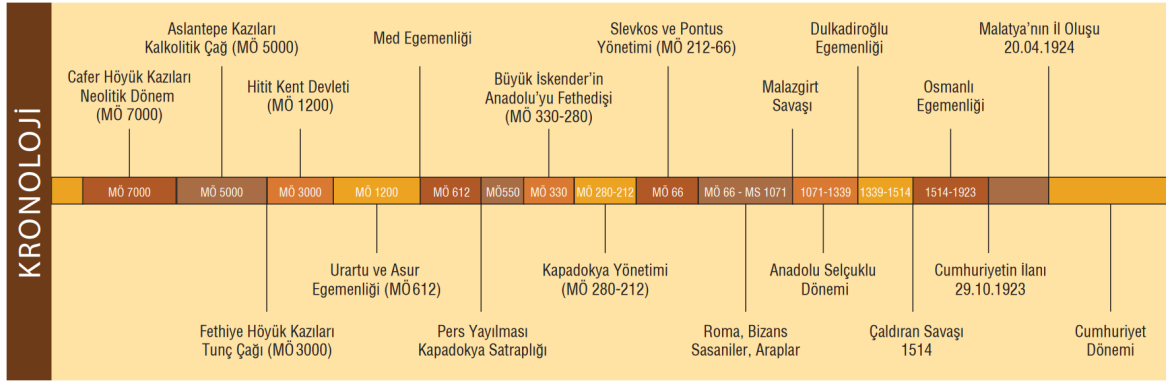 KRONOLOJİ
Aslantepe Kazıları
Kalkolitik Çağ (MÖ 5000)
Med Egemenliği
Slevkos ve Pontus
Yönetimi (MÖ 212-66)
Dulkadiroğlu
Egemenliği
Malatya’nın İl Oluşu
20.04.1924
Cafer Höyük Kazıları
Neolitik Dönem
(MÖ 7000)
Hitit Kent Devleti
(MÖ 1200)
Büyük İskender’in
Anadolu’yu Fethedişi
(MÖ 330-280)
Malazgirt
Savaşı
Osmanlı
Egemenliği
MÖ 7000
MÖ 5000
MÖ 3000
MÖ 1200
MÖ 612
MÖ550
MÖ 330
MÖ 280-212
MÖ 66
MÖ 66 - MS 1071
1071-1339
1339-1514
1514-1923
Urartu ve Asur
Egemenliği (MÖ 612)
Kapadokya Yönetimi
(MÖ 280-212)
Anadolu Selçuklu
Dönemi
Cumhuriyetin İlanı
29.10.1923
Fethiye Höyük Kazıları
Tunç Çağı (MÖ 3000)
Pers Yayılması
Kapadokya Satraplığı
Roma, Bizans
Sasaniler, Araplar
Çaldıran Savaşı
1514
Cumhuriyet
Dönemi